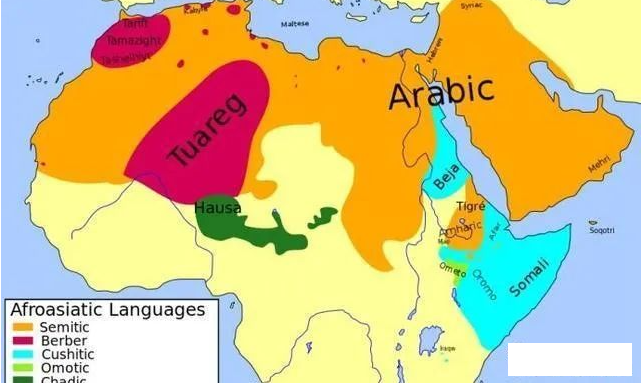 Syriac
Tarifit
Kabyle
Maltese
Tamazight
Hebrew
Tashelhiyt
Arabic
Tuareg
Mehri
Beja
Hausa
Tigré
Amharic
Afar
Soqotri
Mao
Ometo
Oromo
Somali
Iraqw
Afroasiatic Languages
Semitic
Berber
Cushitic
Omotic
Chadic